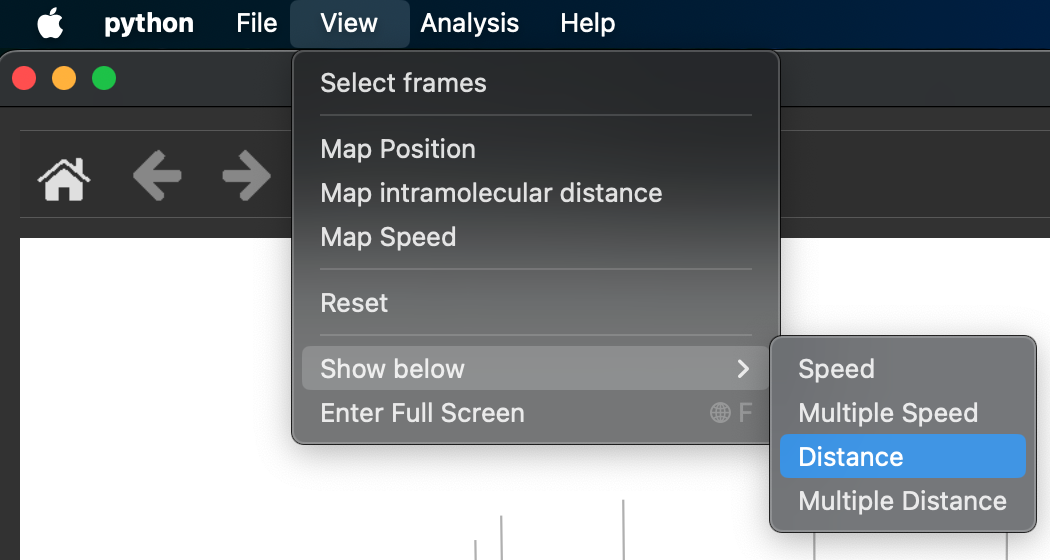 python File View Analysis Help
Select frames
Map Position
Map intramolecular distance
Map Speed
Reset
Show below
Enter Full Screen F
Speed
Multiple Speed
Distance
Multiple Distance